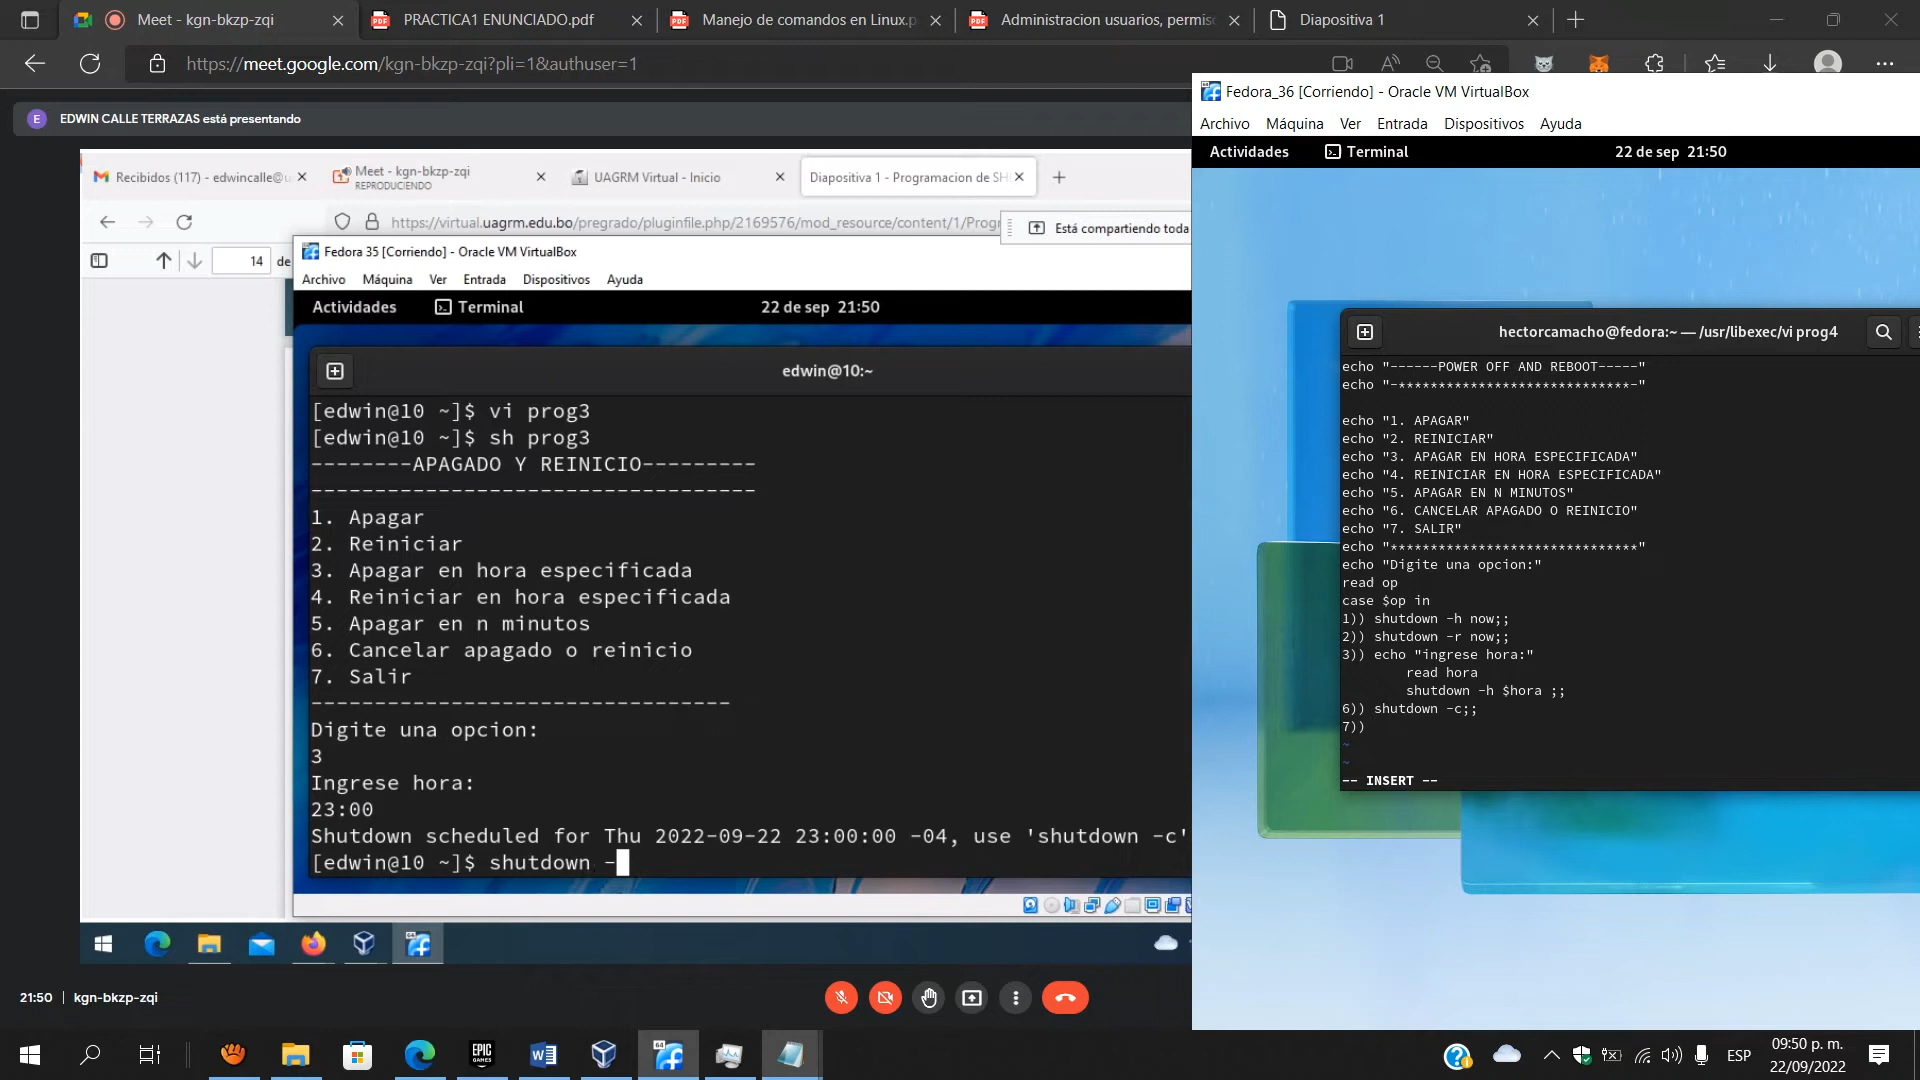 Meet - kgn-bkzp-zqi
PRACTICA1 ENUNCIADO.pdf
Manejo de comandos en Linux.p
Administracion usuarios, permiso
Diapositiva 1
https://meet.google.com/kgn-bkzp-zqi?pli=1&authuser=1
E EDWIN CALLE TERRAZAS está presentando
Recibidos (117) - edwincalle@u
Meet - kgn-bkzp-zqi
REPRODUCIENDO
UAGRM Virtual - Inicio
Diapositiva 1 - Programacion de SH
https://virtual.uagrm.edu.bo/pregrado/pluginfile.php/2169576/mod_resource/content/1/Progr
Está compartiendo toda
14 de
Fedora 35 [Corriendo] - Oracle VM VirtualBox
Archivo Máquina Ver Entrada Dispositivos Ayuda
Actividades Terminal 22 de sep 21:50
edwin@10:~
[edwin@10 ~]$ vi prog3
[edwin@10 ~]$ sh prog3
--------APAGADO Y REINICIO---------
-----------------------------------
1. Apagar
2. Reiniciar
3. Apagar en hora especificada
4. Reiniciar en hora especificada
5. Apagar en n minutos
6. Cancelar apagado o reinicio
7. Salir
---------------------------------
Digite una opcion:
3
Ingrese hora:
23:00
Shutdown scheduled for Thu 2022-09-22 23:00:00 -04, use 'shutdown -c'
[edwin@10 ~]$ shutdown -
21:50 | kgn-bkzp-zqi
Fedora_36 [Corriendo] - Oracle VM VirtualBox
Archivo Máquina Ver Entrada Dispositivos Ayuda
Actividades Terminal 22 de sep 21:50
hectorcamacho@fedora:~ — /usr/libexec/vi prog4
echo "------POWER OFF AND REBOOT-----"
echo "-*****************************-"
echo "1. APAGAR"
echo "2. REINICIAR"
echo "3. APAGAR EN HORA ESPECIFICADA"
echo "4. REINICIAR EN HORA ESPECIFICADA"
echo "5. APAGAR EN N MINUTOS"
echo "6. CANCELAR APAGADO O REINICIO"
echo "7. SALIR"
echo "*******************************"
echo "Digite una opcion:"
read op
case $op in
1)) shutdown -h now;;
2)) shutdown -r now;;
3)) echo "ingrese hora:"
read hora
shutdown -h $hora ;;
6)) shutdown -c;;
7))
~
~
-- INSERT --
EPIC GAMES
ESP
09:50 p. m.
22/09/2022